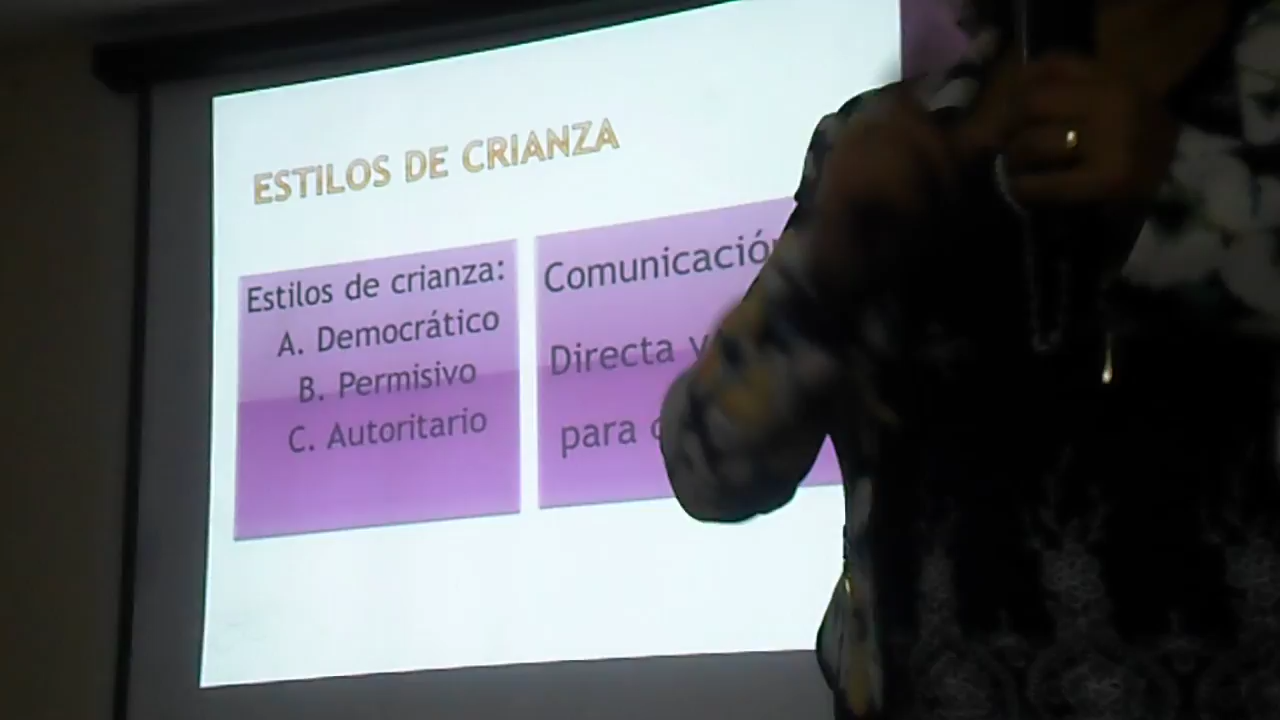 ESTILOS DE CRIANZA
Estilos de crianza:
A. Democrático
B. Permisivo
C. Autoritario
Comunicación
Directa y
para